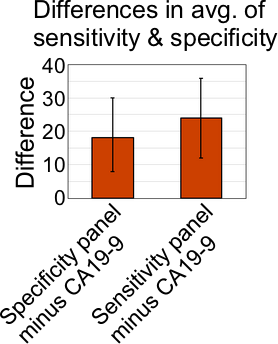 Differences in avg. of
sensitivity & specificity
Difference
40
30
20
10
0
Specificity panel
minus CA19-9
Sensitivity panel
minus CA19-9